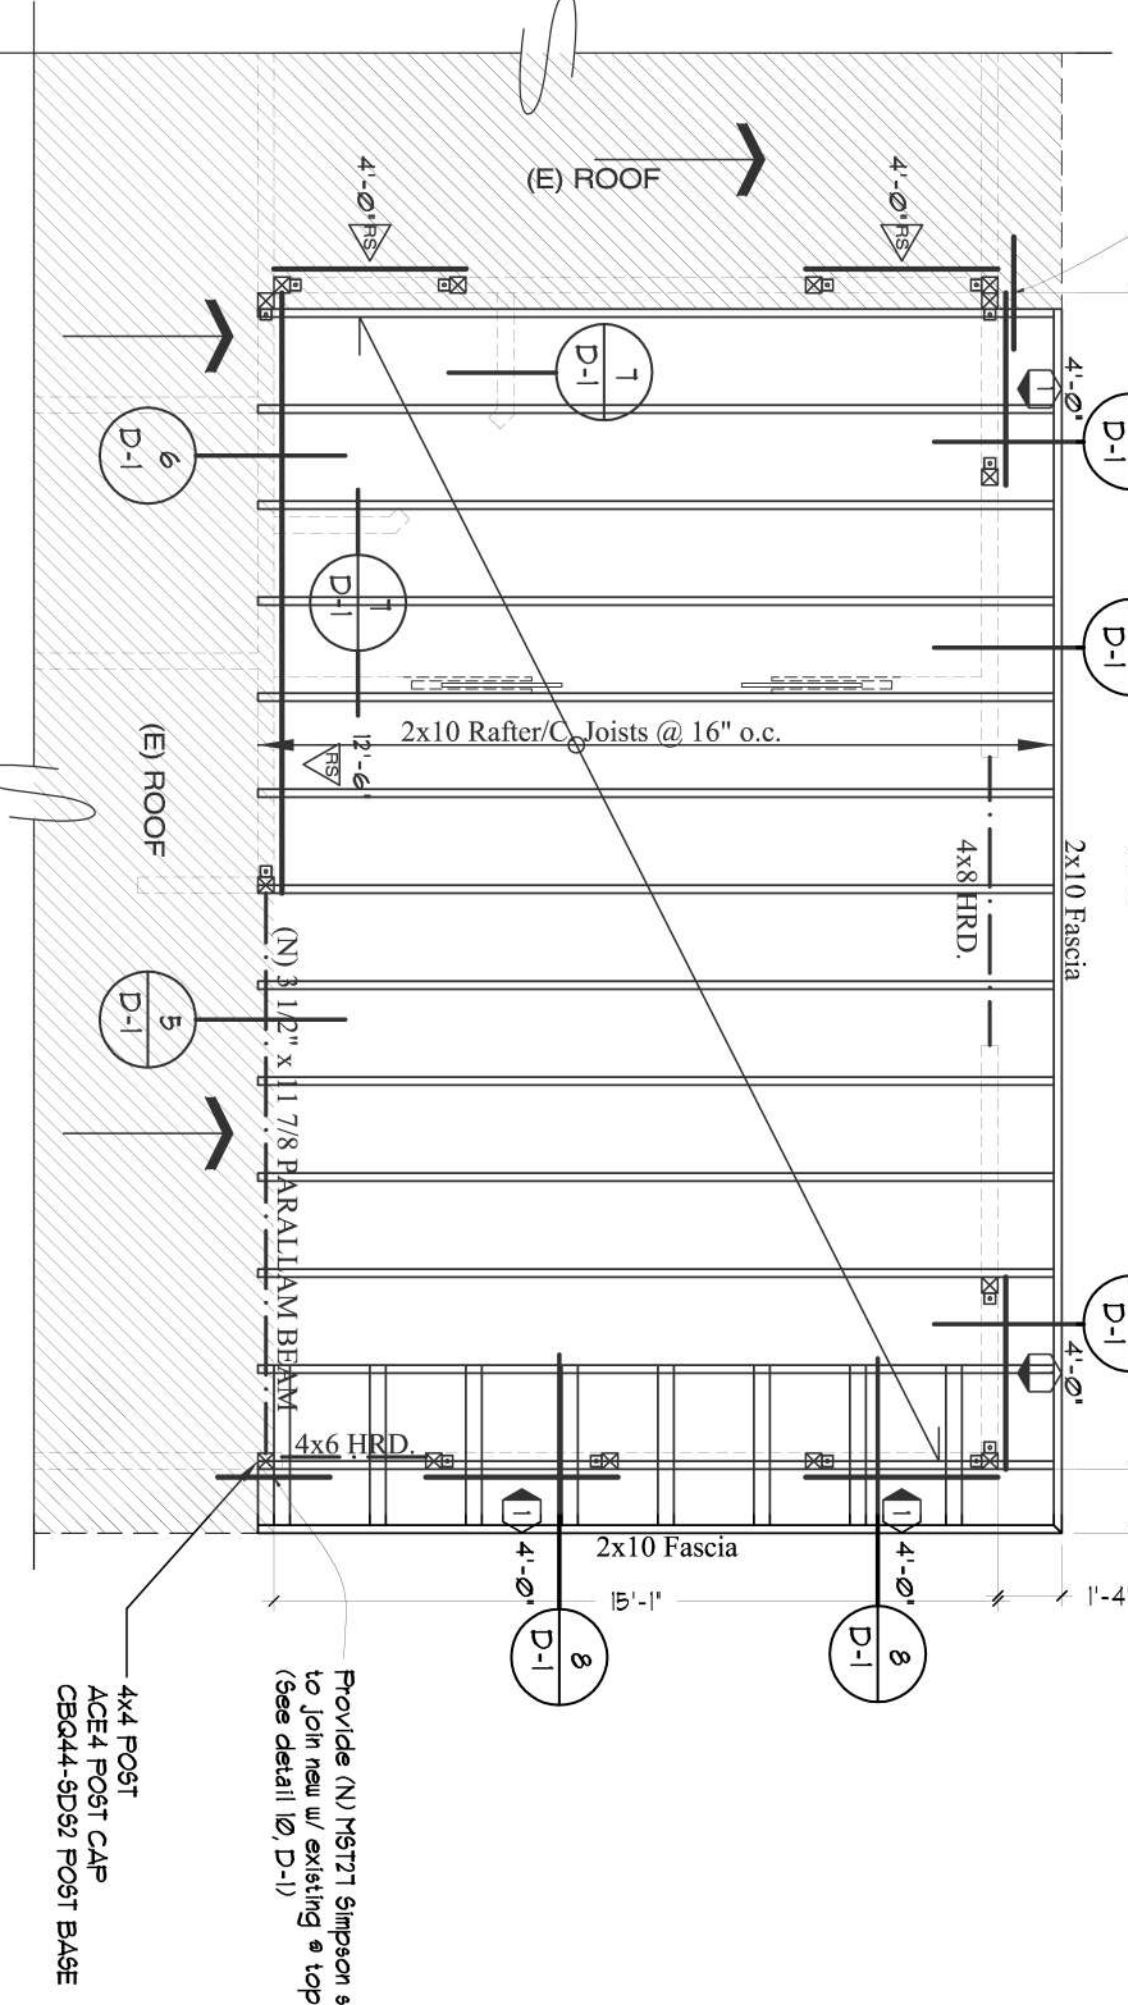 (E) ROOF
4'-0"
RS
4'-0"
RS
7
D-1
1
4'-0"
D-1
6
D-1
7
D-1
D-1
2x10 Rafter/C. Joists @ 16" o.c.
12'-6"
RS
(E) ROOF
4x8 HRD.
2x10 Fascia
(N) 3 1/2" x 11 7/8 PARALLAM BEAM
5
D-1
D-1
1
4'-0"
4x6 HRD.
1
4'-0"
1
4'-0"
2x10 Fascia
15'-1"
1'-4
8
D-1
8
D-1
Provide (N) MST27 Simpson s
to join new w/ existing @ top
(See detail 10, D-1)
4x4 POST
ACE4 POST CAP
CBQ44-SDS2 POST BASE